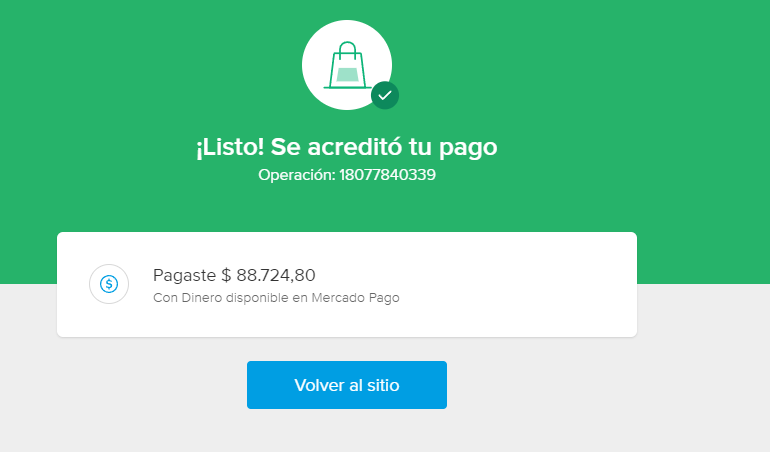 ¡Listo! Se acreditó tu pago
Operación: 18077840339
Pagaste $ 88.724,80
Con Dinero disponible en Mercado Pago
Volver al sitio